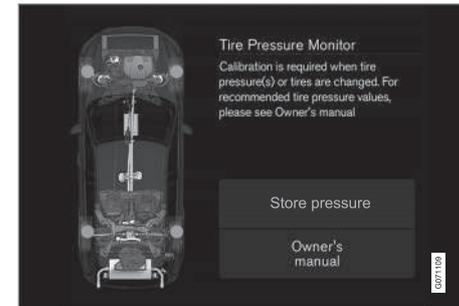 Tire Pressure Monitor
Calibration is required when tire
pressure(s) or tires are changed. For
recommended tire pressure values,
please see Owner's manual
Store pressure
Owner's
manual
G071109